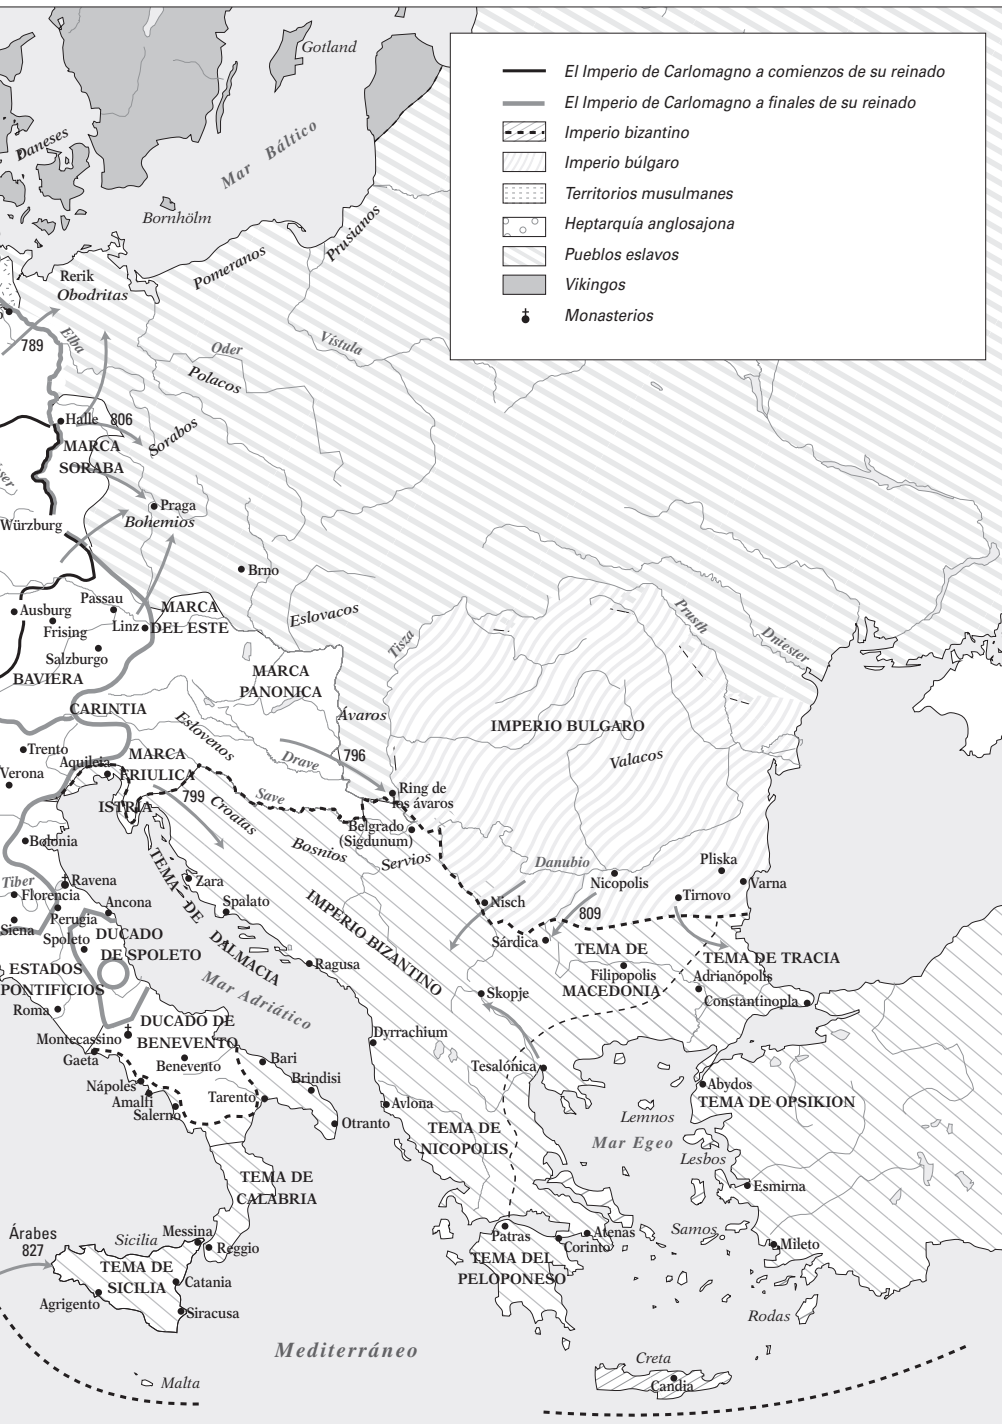 Gotland
El Imperio de Carlomagno a comienzos de su reinado
El Imperio de Carlomagno a finales de su reinado
Imperio bizantino
Imperio búlgaro
Territorios musulmanes
Heptarquía anglosajona
Pueblos eslavos
Vikingos
Monasterios
Daneses
Mar Báltico
Bornhölm
Prusianos
Pomeranos
Rerik
Obodritas
789
Elba
Oder
Vístula
Polacos
Halle
806
Sorabos
MARCA
SORABA
Praga
Bohemios
Würzburg
Brno
Passau
MARCA
DEL ESTE
Ausburg
Frising
Linz
Salzburgo
BAVIERA
Eslovacos
Tisza
Prusth
Dniester
MARCA
PANONICA
CARINTIA
Ávaros
Eslovenos
IMPERIO BULGARO
Valacos
Trento
Aquileia
MARCA
FRIULICA
Verona
796
Drave
Ring de
los ávaros
ISTRIA
799
Save
Croatas
Belgrado
(Sigdunum)
Bosnios
Servios
Bolonia
Danubio
Pliska
Tiber
Ravena
Florencia
Zara
Nicopolis
Varna
Tirnovo
Ancona
Perugia
Spalato
Nisch
809
Siena
Spoleto
DUCADO
DE SPOLETO
TEMA DE
DALMACIA
IMPERIO BIZANTINO
Sárdica
TEMA DE
MACEDONIA
Filipopolis
TEMA DE TRACIA
Adrianópolis
Constantinopla
ESTADOS
PONTIFICIOS
Ragusa
Mar Adriático
Skopje
Roma
DUCADO DE
BENEVENTO
Montecassino
Gaeta
Benevento
Dyrrachium
Bari
Tesalónica
Nápoles
Amalfi
Salerno
Brindisi
Tarento
Avlona
Otranto
Abydos
TEMA DE OPSIKION
Lemnos
TEMA DE
NICOPOLIS
Mar Egeo
Lesbos
TEMA DE
CALABRIA
Esmirna
Árabes
827
Sicilia
Messina
Reggio
Patras
Atenas
Corinto
Samos
Mileto
TEMA DE
SICILIA
Catania
TEMA DEL
PELOPONESO
Agrigento
Siracusa
Rodas
Mediterráneo
Creta
Candia
Malta